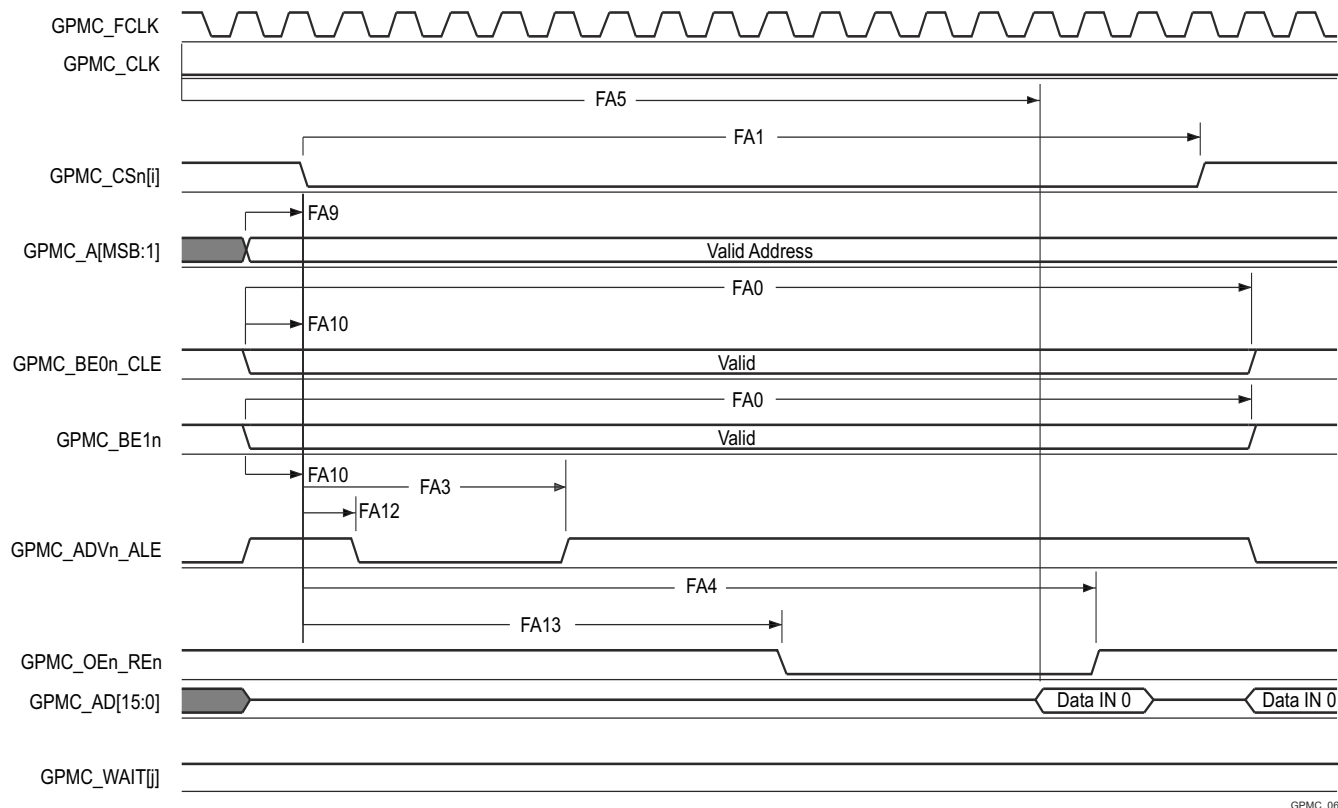 GPMC_FCLK
GPMC_CLK
FA5
FA1
GPMC_CSn[i]
FA9
GPMC_A[MSB:1]
Valid Address
FA0
FA10
GPMC_BE0n_CLE
Valid
FA0
GPMC_BE1n
Valid
FA10
FA3
FA12
GPMC_ADVn_ALE
FA4
FA13
GPMC_OEn_REn
GPMC_AD[15:0]
Data IN 0
Data IN 0
GPMC_WAIT[j]
GPMC_06